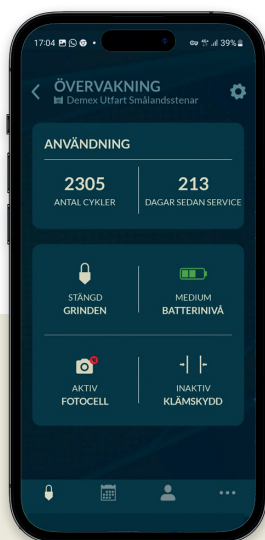 17:04
39%
ÖVERVAKNING
Demex Utfart Smålandsstenar
ANVÄNDNING
2305 213
ANTAL CYKLER DAGAR SEDAN SERVICE
STÄNGD MEDIUM
GRINDEN BATTERINIVÅ
AKTIV INAKTIV
FOTOCELL KLÄMSKYDD